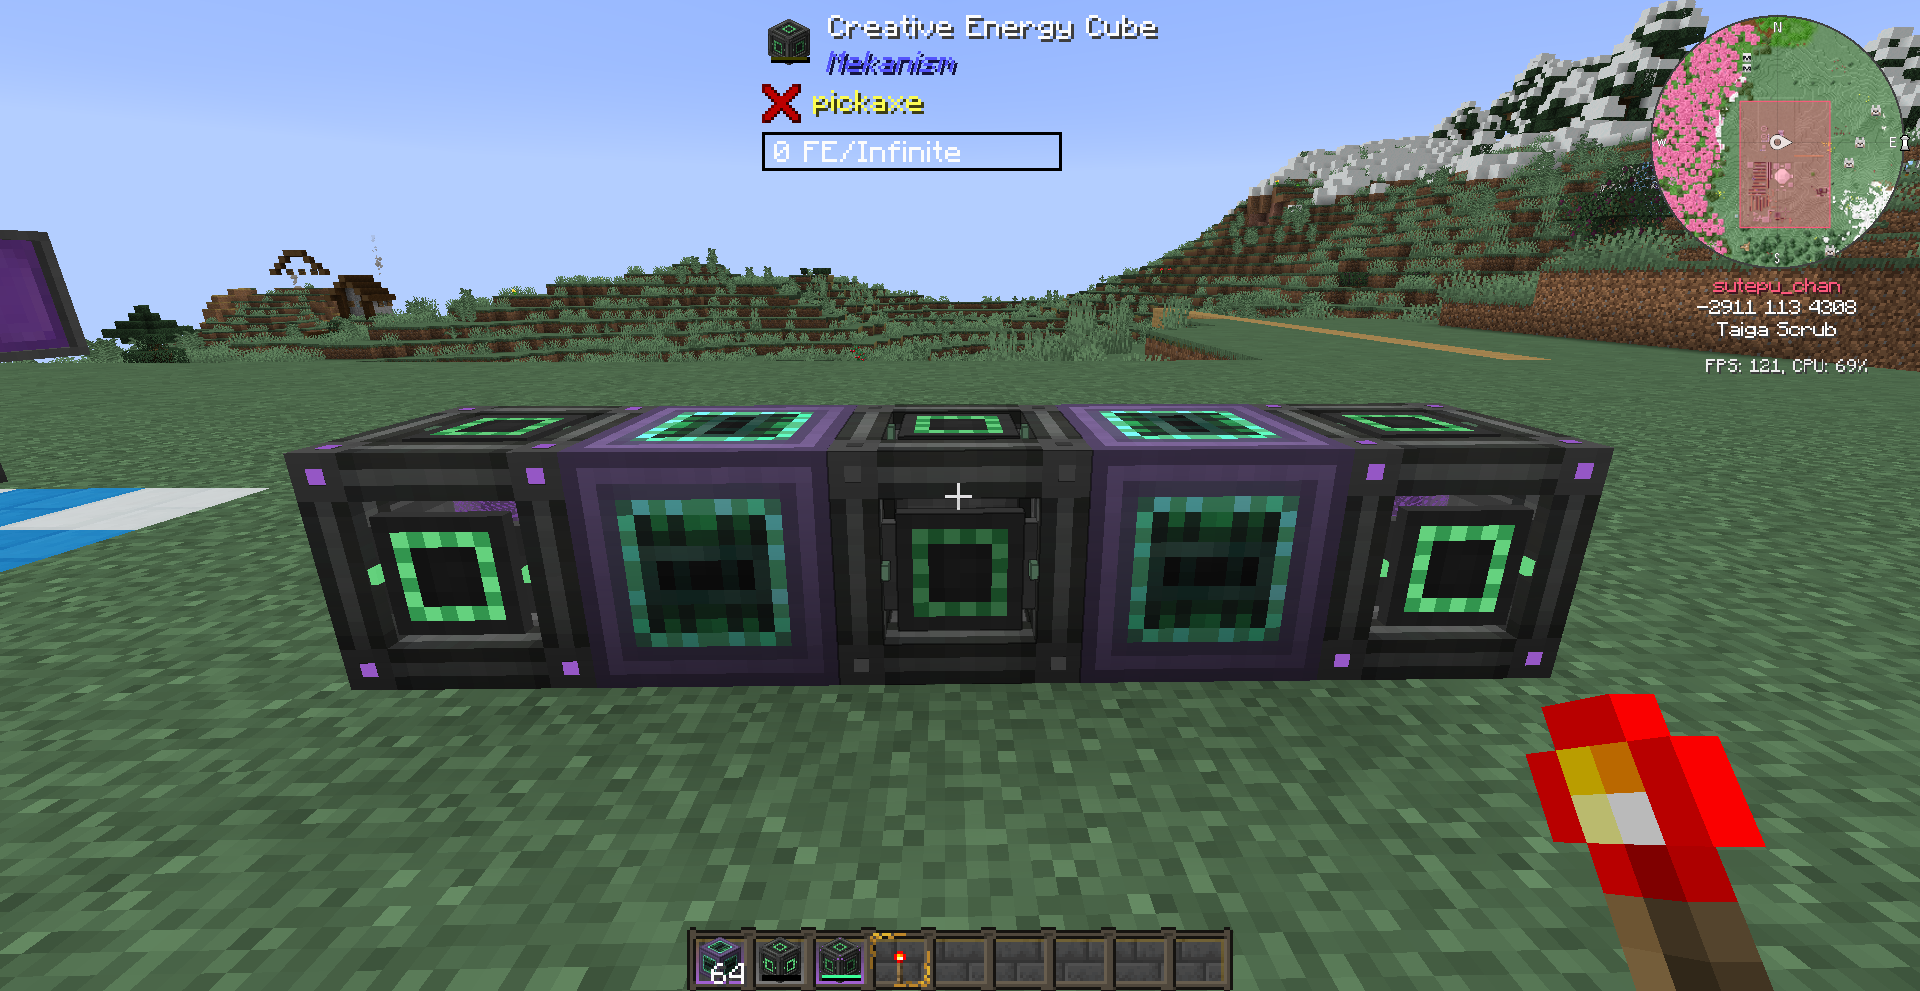 Creative Energy Cube
Mekanism
pickaxe
0 FE/Infinite
N
W
E
S
sutepu_chan
-2911 113 4308
Taiga Scrub
FPS: 121, CPU: 69%
64